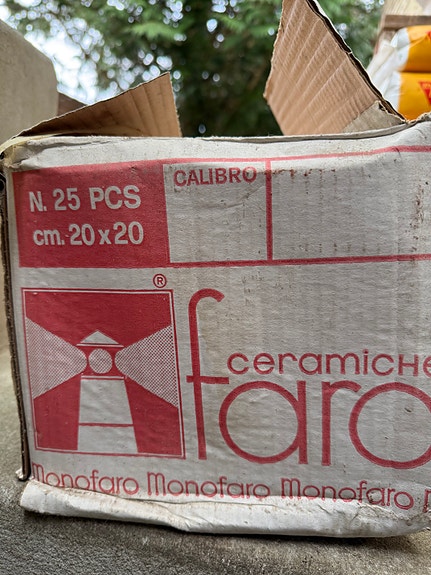 N. 25 PCS
cm. 20 x 20
CALIBRO
®
ceramiche
faro
Monofaro Monofaro Monofaro